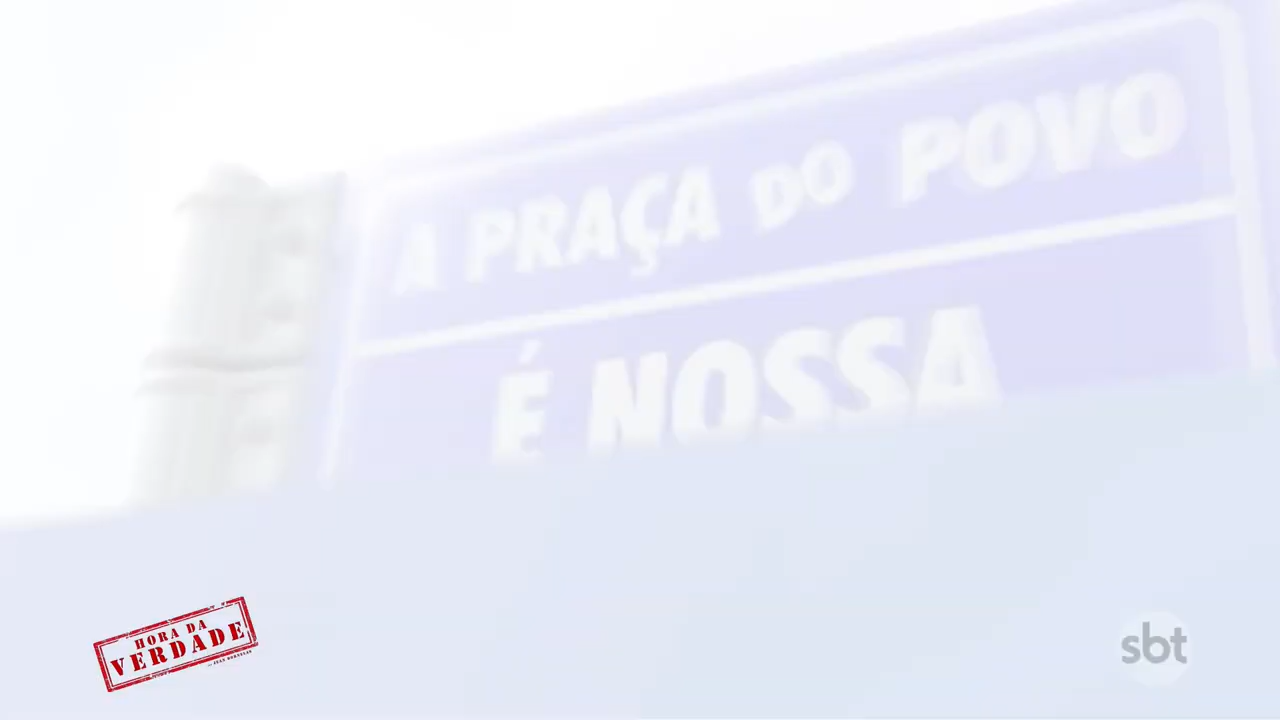 A PRAÇA DO POVO
É NOSSA
HORA DA
VERDADE
sbt